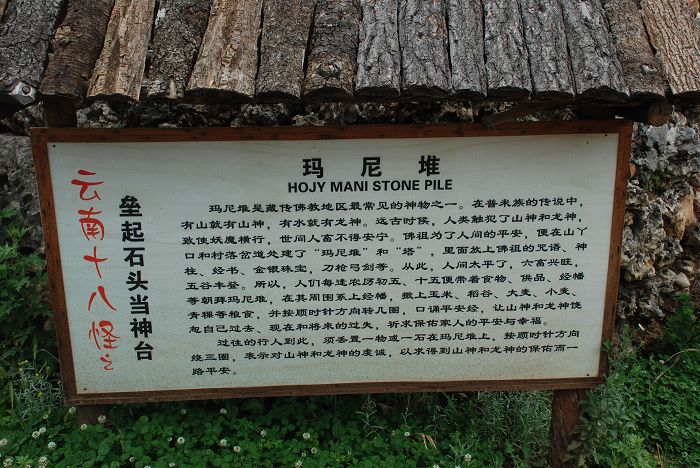 玛尼堆
HOJY MANI STONE PILE
云南十八怪之
垒起石头当神台
玛尼堆是藏传佛教地区最常见的神物之一。在普米族的传说中，
有山就有山神，有水就有龙神。远古时侯，人类触犯了山神和龙神，
致使妖魔横行，世间人畜不得安宁。佛祖为了人间的平安，便在山丫
口和村落岔道处建了“玛尼堆”和“塔”，里面放上佛祖的咒语、神
柱、经书、金银珠宝，刀枪弓剑等。从此，人间太平了，六畜兴旺，
五谷丰登。所以，人们每逢农历初五、十五便带着食物、供品、经幡
等朝拜玛尼堆，在其周围系上经幡，撒上玉米、稻谷、大麦、小麦、
青稞等粮食，并按顺时针方向转几圈，口诵平安经，让山神和龙神饶
恕自己过去、现在和将来的过失，祈求保佑家人的平安与幸福。
过往的行人到此，须丢置一物或一石在玛尼堆上，按顺时针方向
绕三圈，表示对山神和龙神的虔诚，以求得到山神和龙神的保佑而一
路平安。